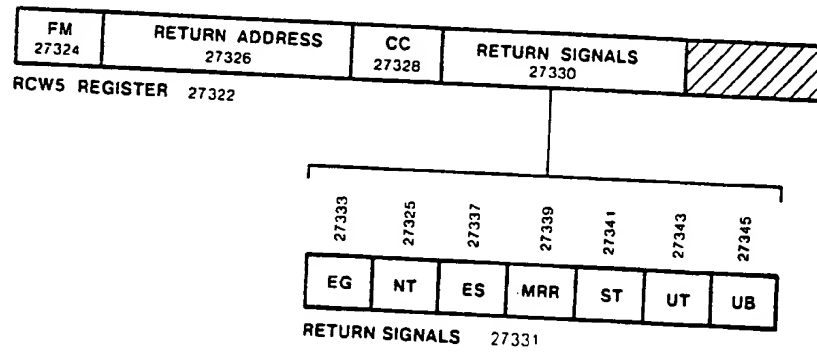 FM RETURN ADDRESS CC RETURN SIGNALS
27324 27326 27328 27330
RCW5 REGISTER 27322
27333 27325 27337 27339 27341 27343 27345
EG NT ES MRR ST UT UB
RETURN SIGNALS 27331